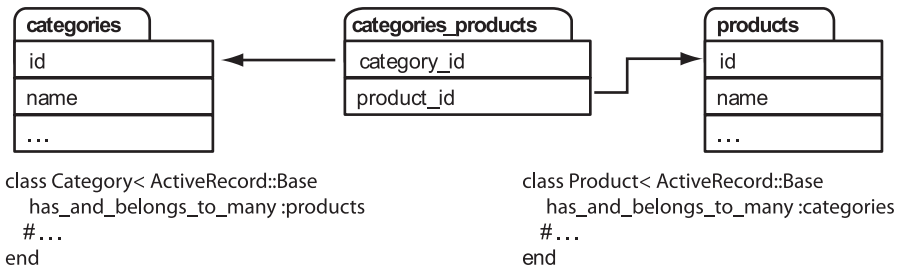 categories
id
name
...
categories_products
category_id
product_id
products
id
name
...
class Category< ActiveRecord::Base
has_and_belongs_to_many :products
#...
end
class Product< ActiveRecord::Base
has_and_belongs_to_many :categories
#...
end